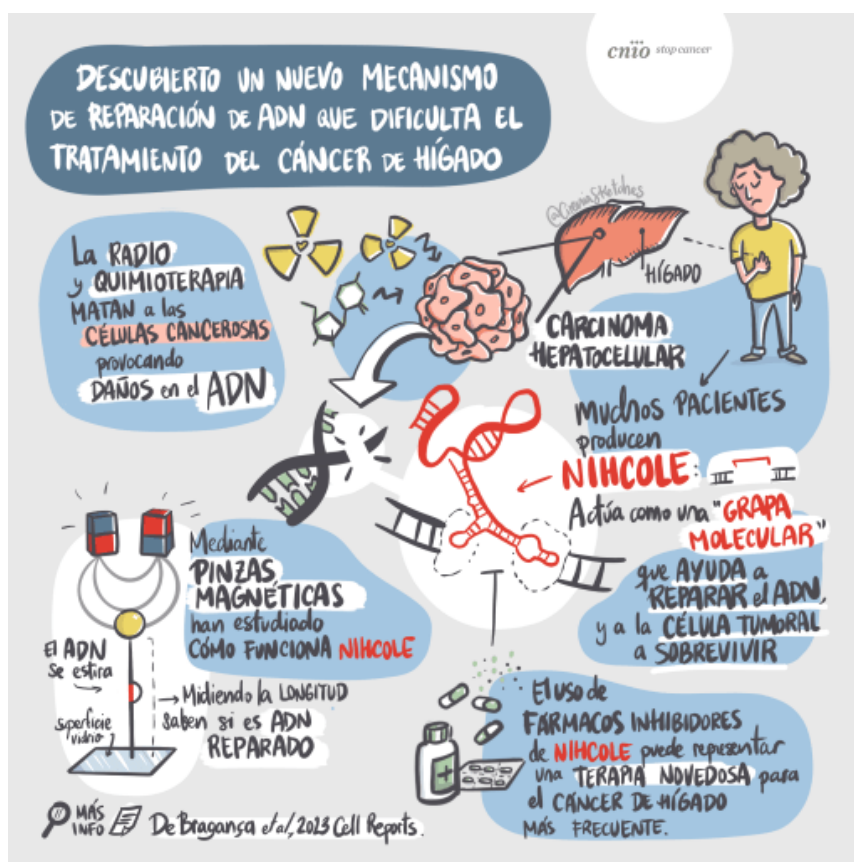 cnio stop cancer
DESCUBIERTO UN NUEVO MECANISMO
DE REPARACIÓN DE ADN QUE DIFICULTA EL
TRATAMIENTO DEL CÁNCER DE HÍGADO
La RADIO
y QUIMIOTERAPIA
MATAN a las
CÉLULAS CANCEROSAS
provocando
DAÑOS en el ADN
@CienciaSketches
HÍGADO
CARCINOMA
HEPATOCELULAR
MUCHOS PACIENTES
producen
NIHCOLE:
Actúa como una "GRAPA
MOLECULAR"
que AYUDA a
REPARAR el ADN,
y a la CÉLULA TUMORAL
a SOBREVIVIR
Mediante
PINZAS
MAGNÉTICAS
han estudiado
CÓMO FUNCIONA NIHCOLE
El ADN
se estira
→ Midiendo la LONGITUD
saben si es ADN
REPARADO
superficie
vidrio
El uso de
FÁRMACOS INHIBIDORES
de NIHCOLE puede representar
una TERAPIA NOVEDOSA para
el CÁNCER DE HÍGADO
MÁS FRECUENTE.
MÁS
INFO
De Bragança et al, 2023 Cell Reports.